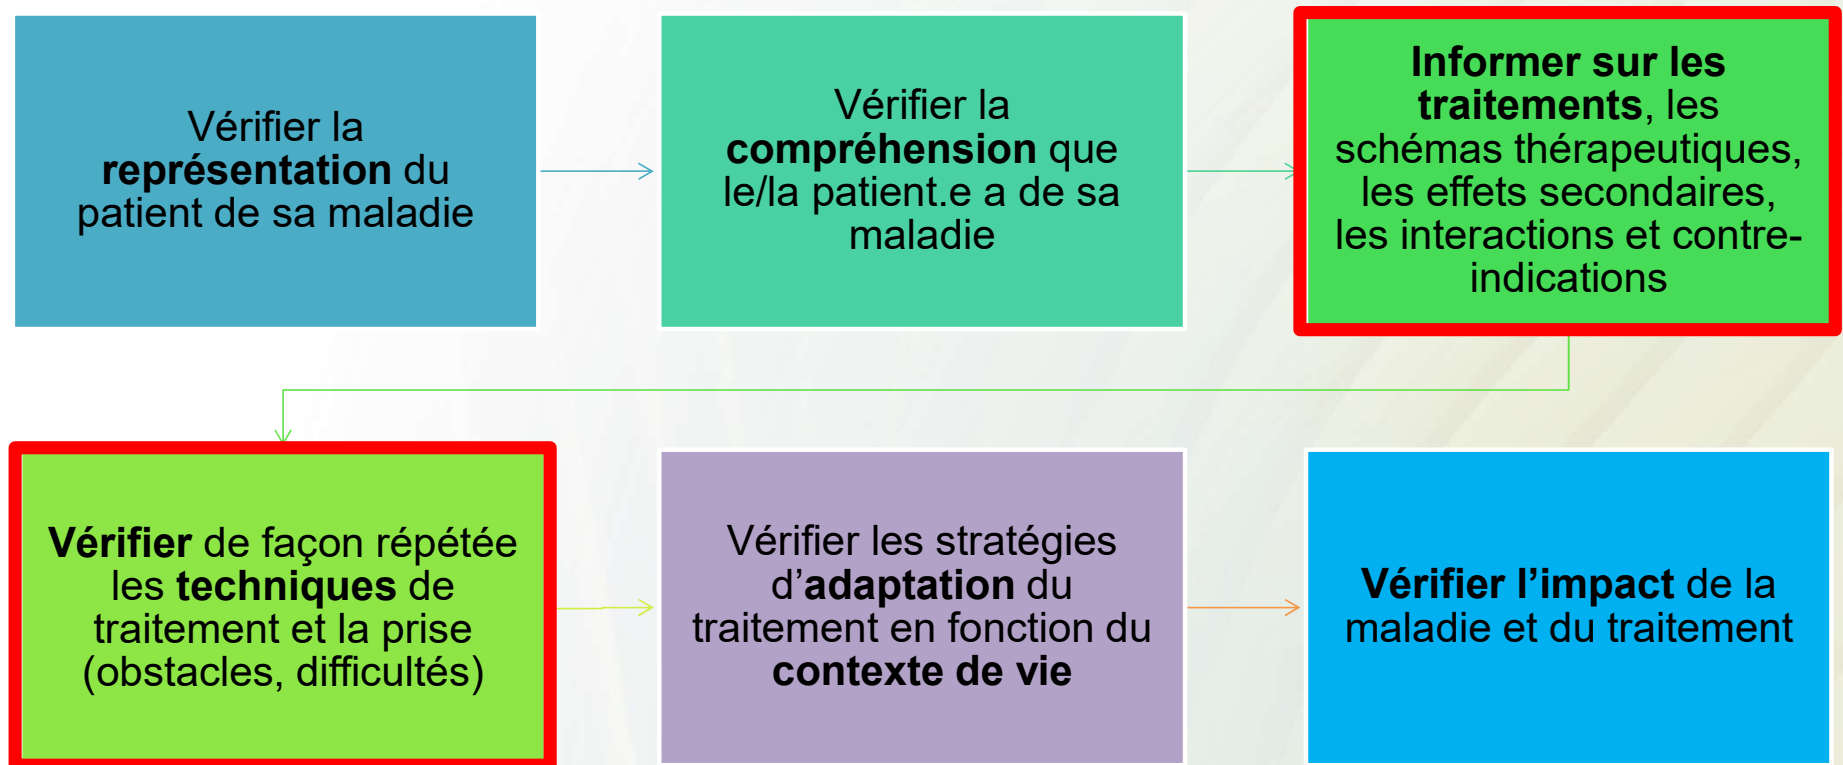 Vérifier la
représentation du
patient de sa maladie
Vérifier la
compréhension que
le/la patient.e a de sa
maladie
Informer sur les
traitements, les
schémas thérapeutiques,
les effets secondaires,
les interactions et contre-
indications
Vérifier de façon répétée
les techniques de
traitement et la prise
(obstacles, difficultés)
Vérifier les stratégies
d’adaptation du
traitement en fonction du
contexte de vie
Vérifier l’impact de la
maladie et du traitement